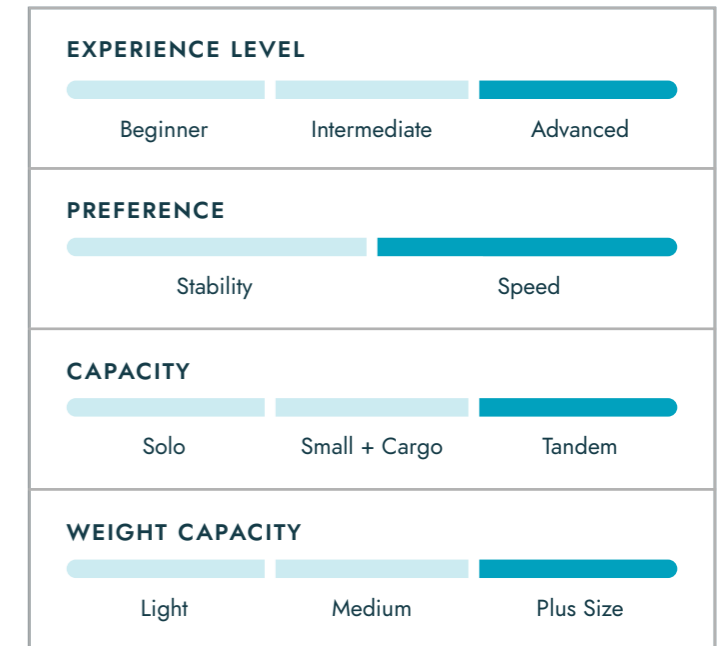 EXPERIENCE LEVEL
Beginner Intermediate Advanced
PREFERENCE
Stability Speed
CAPACITY
Solo Small + Cargo Tandem
WEIGHT CAPACITY
Light Medium Plus Size